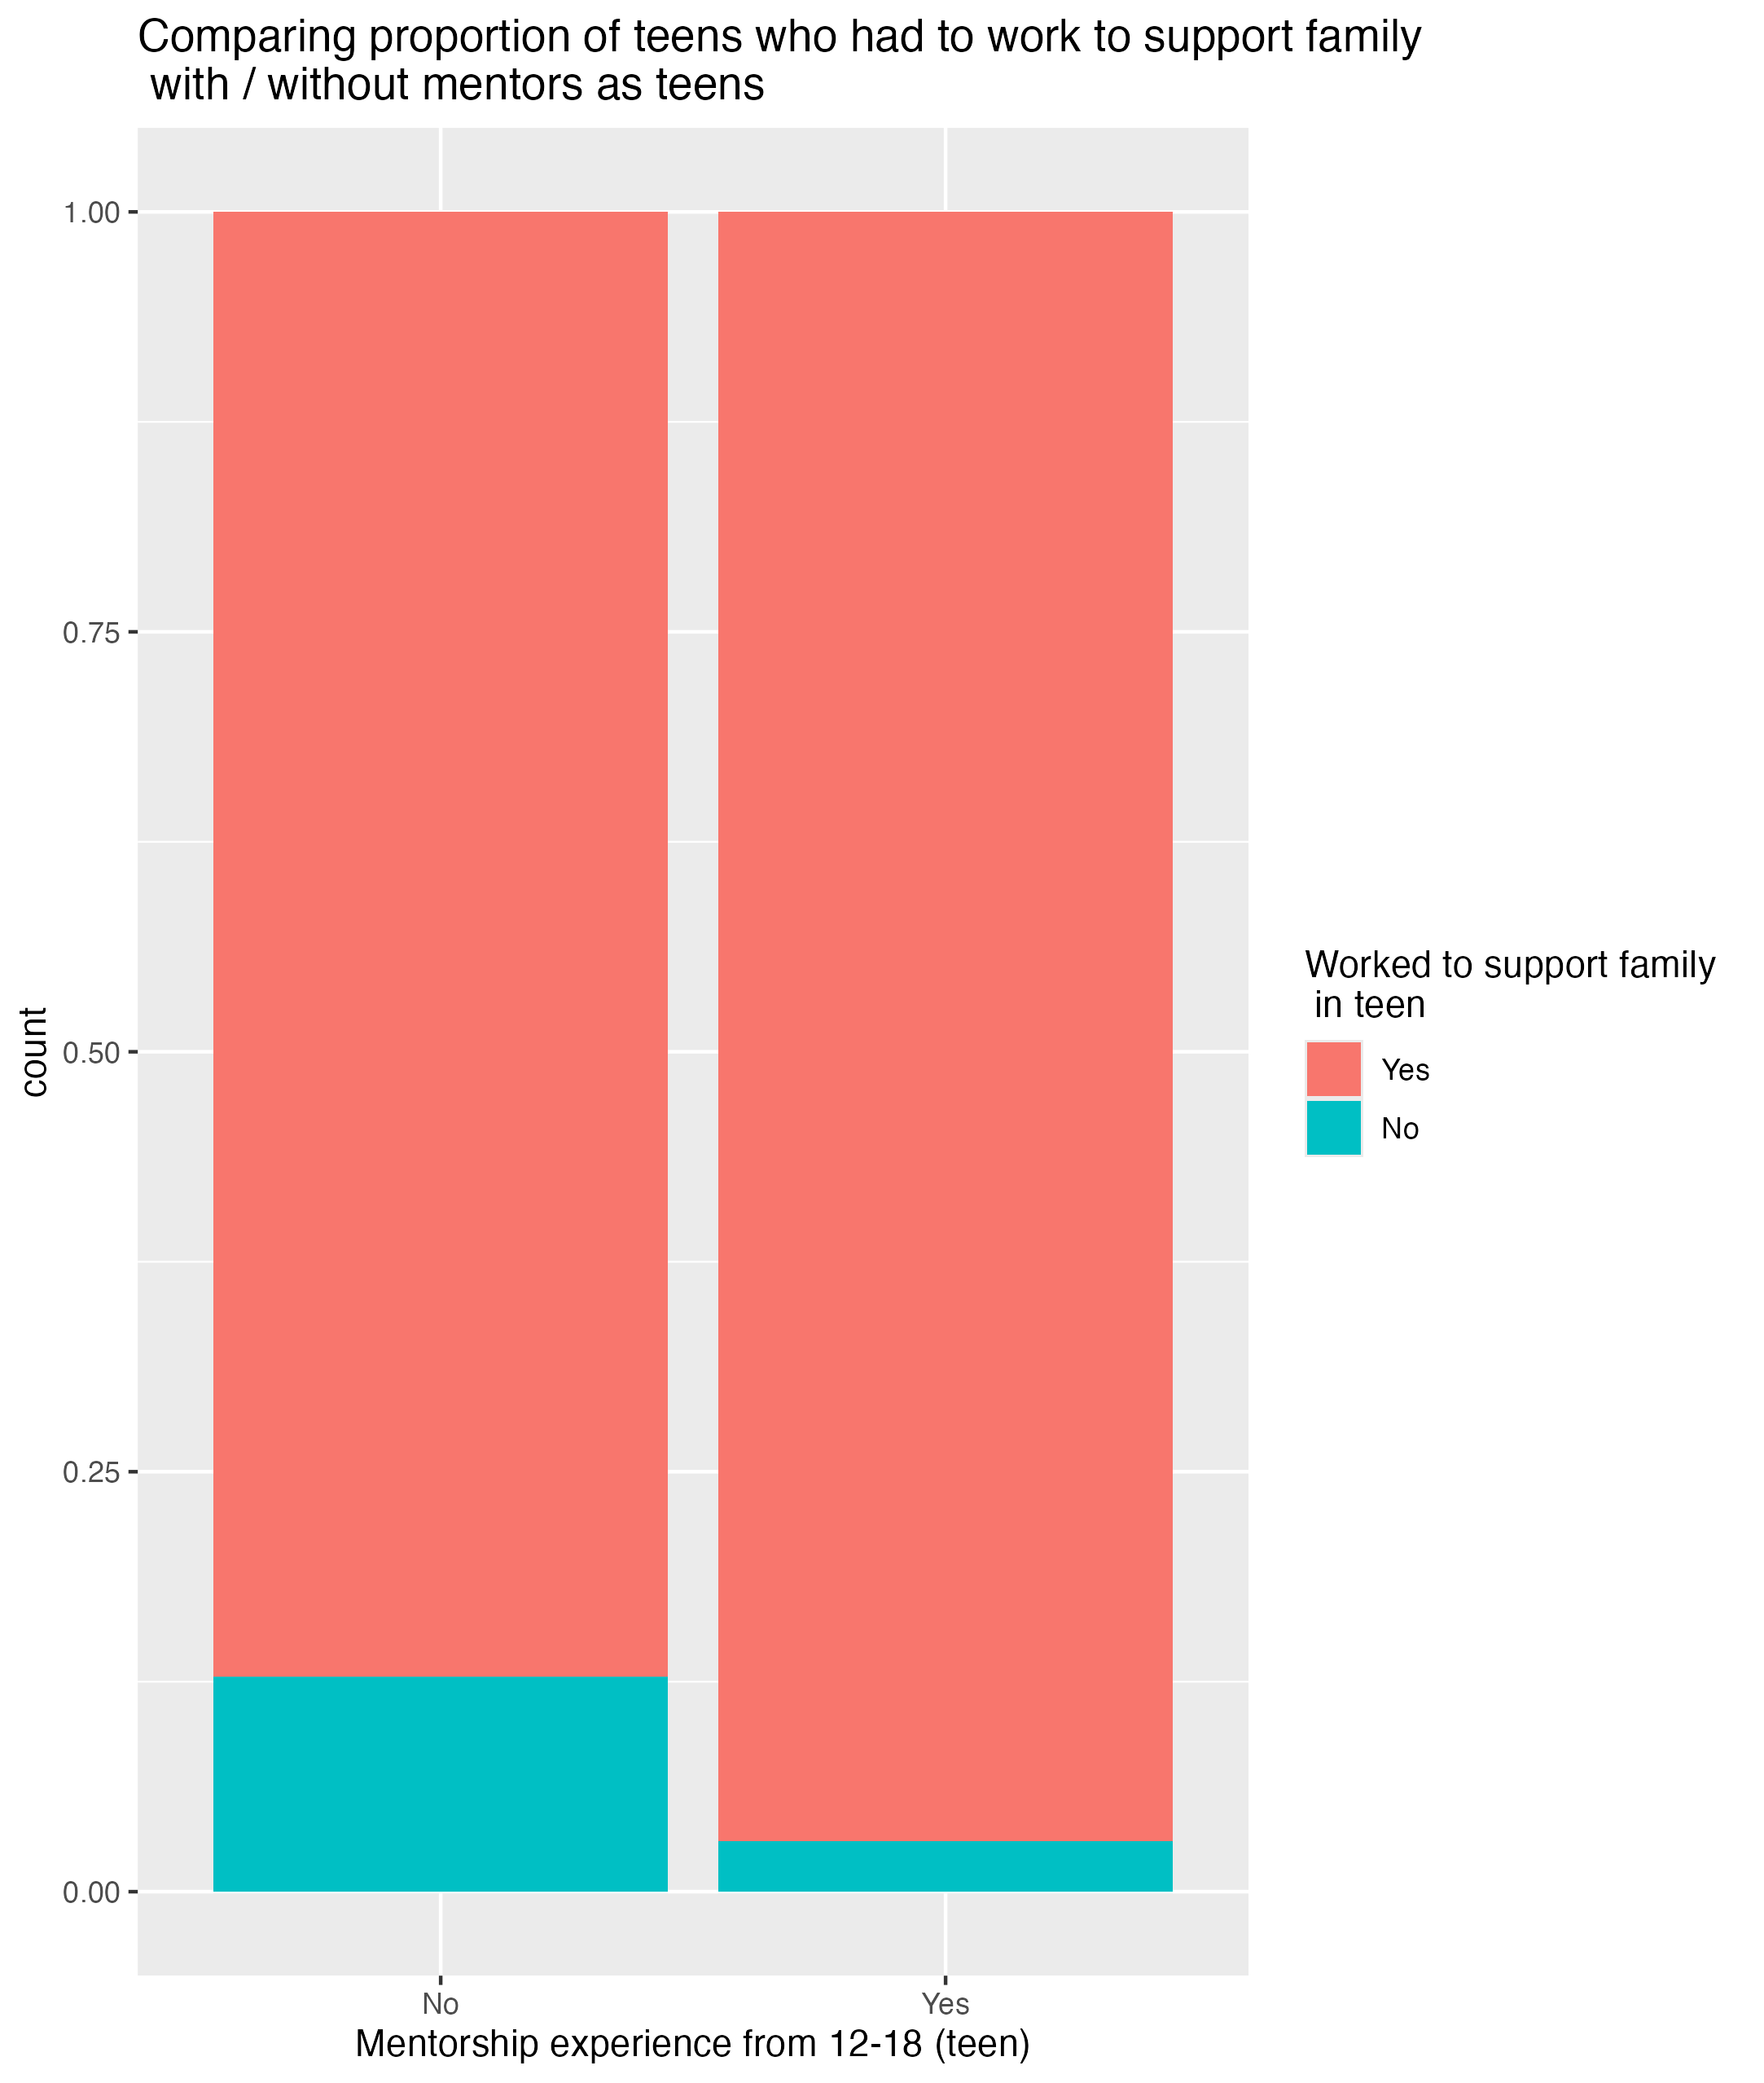 Comparing proportion of teens who had to work to support family
with / without mentors as teens
1.00
0.75
0.50
0.25
0.00
count
No
Yes
Mentorship experience from 12-18 (teen)
Worked to support family
in teen
Yes
No